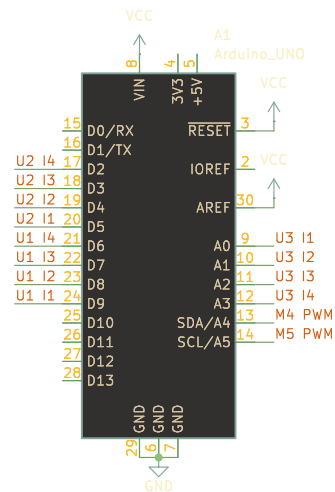 VCC
A1
Arduino_UNO
8
4
5
VIN
3V3
+5V
VCC
15 D0/RX
RESET 3
16 D1/TX
VCC
U2 I4 17 D2
IOREF 2
U2 I3 18 D3
U2 I2 19 D4
AREF 30
U2 I1 20 D5
U1 I4 21 D6
A0 9 U3 I1
U1 I3 22 D7
A1 10 U3 I2
U1 I2 23 D8
A2 11 U3 I3
U1 I1 24 D9
A3 12 U3 I4
25 D10
SDA/A4 13 M4 PWM
26 D11
SCL/A5 14 M5 PWM
27 D12
28 D13
GND
GND
GND
29
6
7
GND